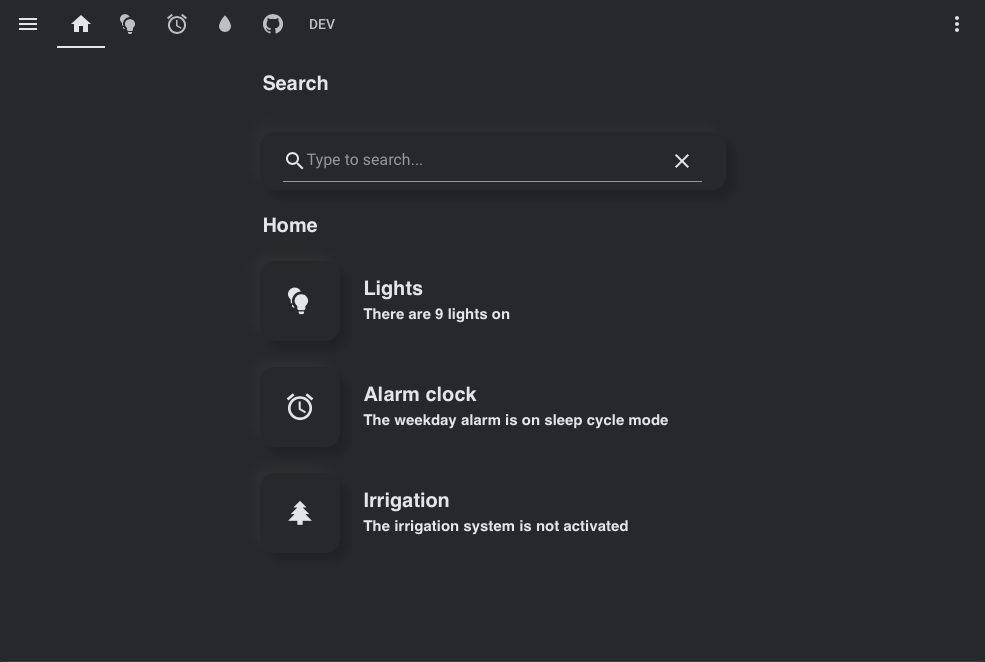 DEV
Search
Type to search...
Home
Lights
There are 9 lights on
Alarm clock
The weekday alarm is on sleep cycle mode
Irrigation
The irrigation system is not activated